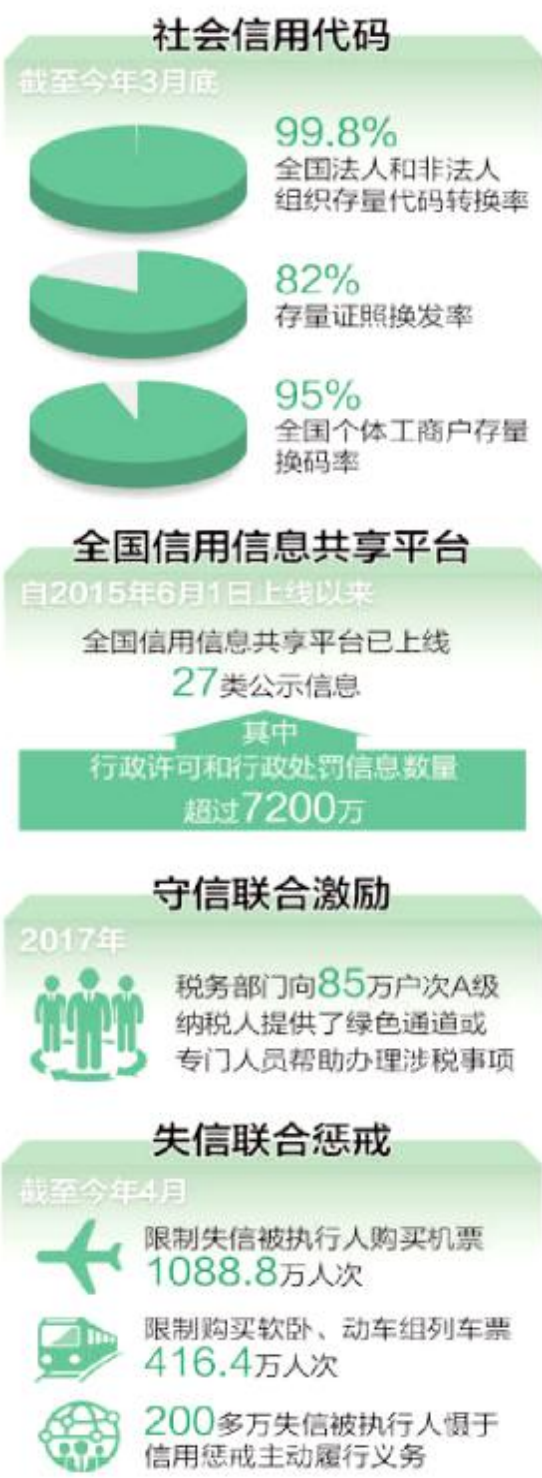 社会信用代码
截至今年3月底
99.8%
全国法人和非法人
组织存量代码转换率
82%
存量证照换发率
95%
全国个体工商户存量
换码率
全国信用信息共享平台
自2015年6月1日上线以来
全国信用信息共享平台已上线
27类公示信息
其中
行政许可和行政处罚信息数量
超过7200万
守信联合激励
2017年
税务部门向85万户次A级
纳税人提供了绿色通道或
专门人员帮助办理涉税事项
失信联合惩戒
截至今年4月
限制失信被执行人购买机票
1088.8万人次
限制购买软卧、动车组列车票
416.4万人次
200多万失信被执行人慑于
信用惩戒主动履行义务